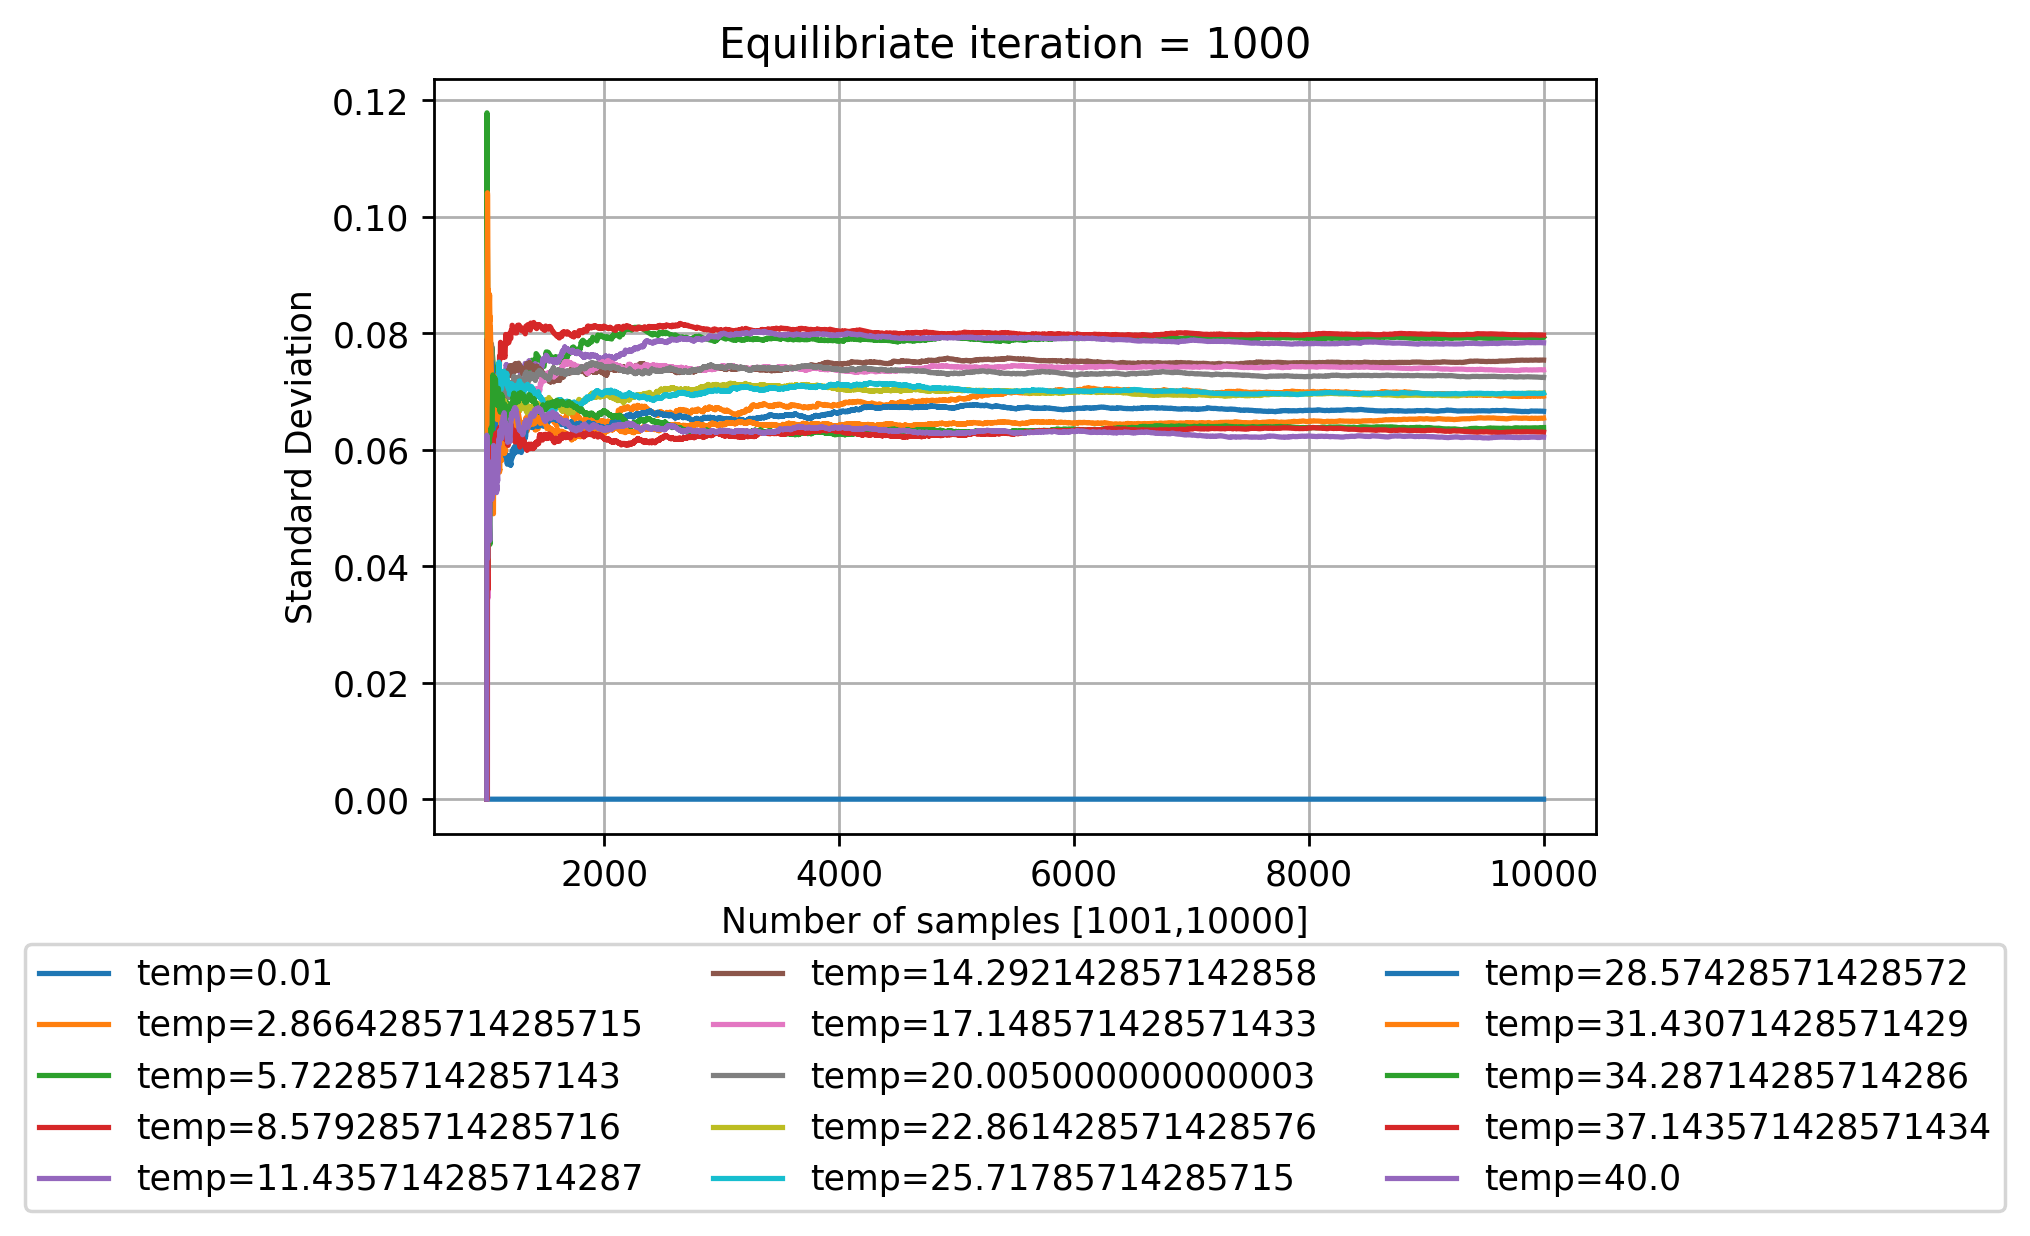 Equilibriate iteration = 1000
0.12
0.10
0.08
0.06
0.04
0.02
0.00
Standard Deviation
2000 4000 6000 8000 10000
Number of samples [1001,10000]
temp=0.01
temp=2.8664285714285715
temp=5.722857142857143
temp=8.579285714285716
temp=11.435714285714287
temp=14.292142857142858
temp=17.148571428571433
temp=20.005000000000003
temp=22.861428571428576
temp=25.71785714285715
temp=28.57428571428572
temp=31.43071428571429
temp=34.28714285714286
temp=37.143571428571434
temp=40.0